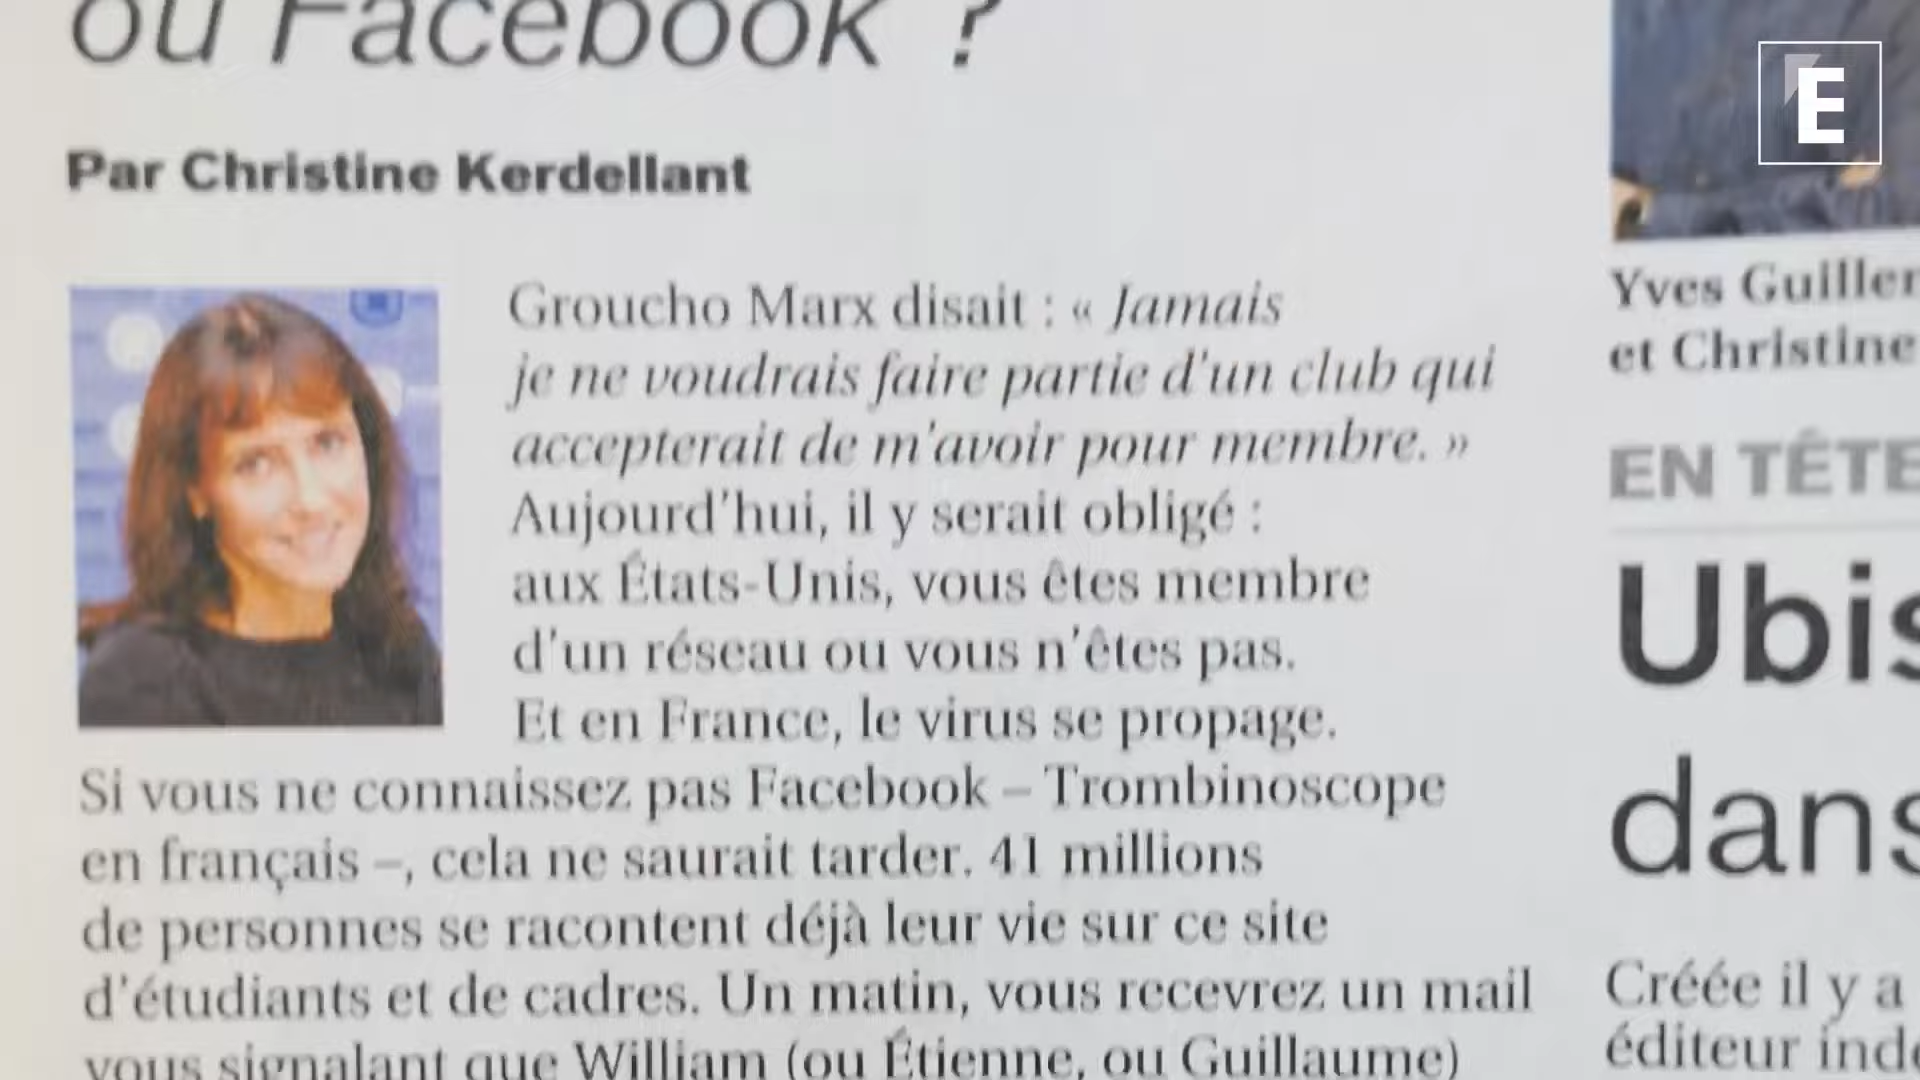 ou Facebook ?
Par Christine Kerdellant
Groucho Marx disait : « Jamais
je ne voudrais faire partie d'un club qui
accepterait de m'avoir pour membre. »
Aujourd'hui, il y serait obligé :
aux États-Unis, vous êtes membre
d'un réseau ou vous n'êtes pas.
Et en France, le virus se propage.
Si vous ne connaissez pas Facebook – Trombinoscope
en français –, cela ne saurait tarder. 41 millions
de personnes se racontent déjà leur vie sur ce site
d'étudiants et de cadres. Un matin, vous recevrez un mail
vous signalant que William (ou Étienne, ou Guillaume)
E
Yves
et Christine
EN TÊTE
dans
Créée il y a
éditeur